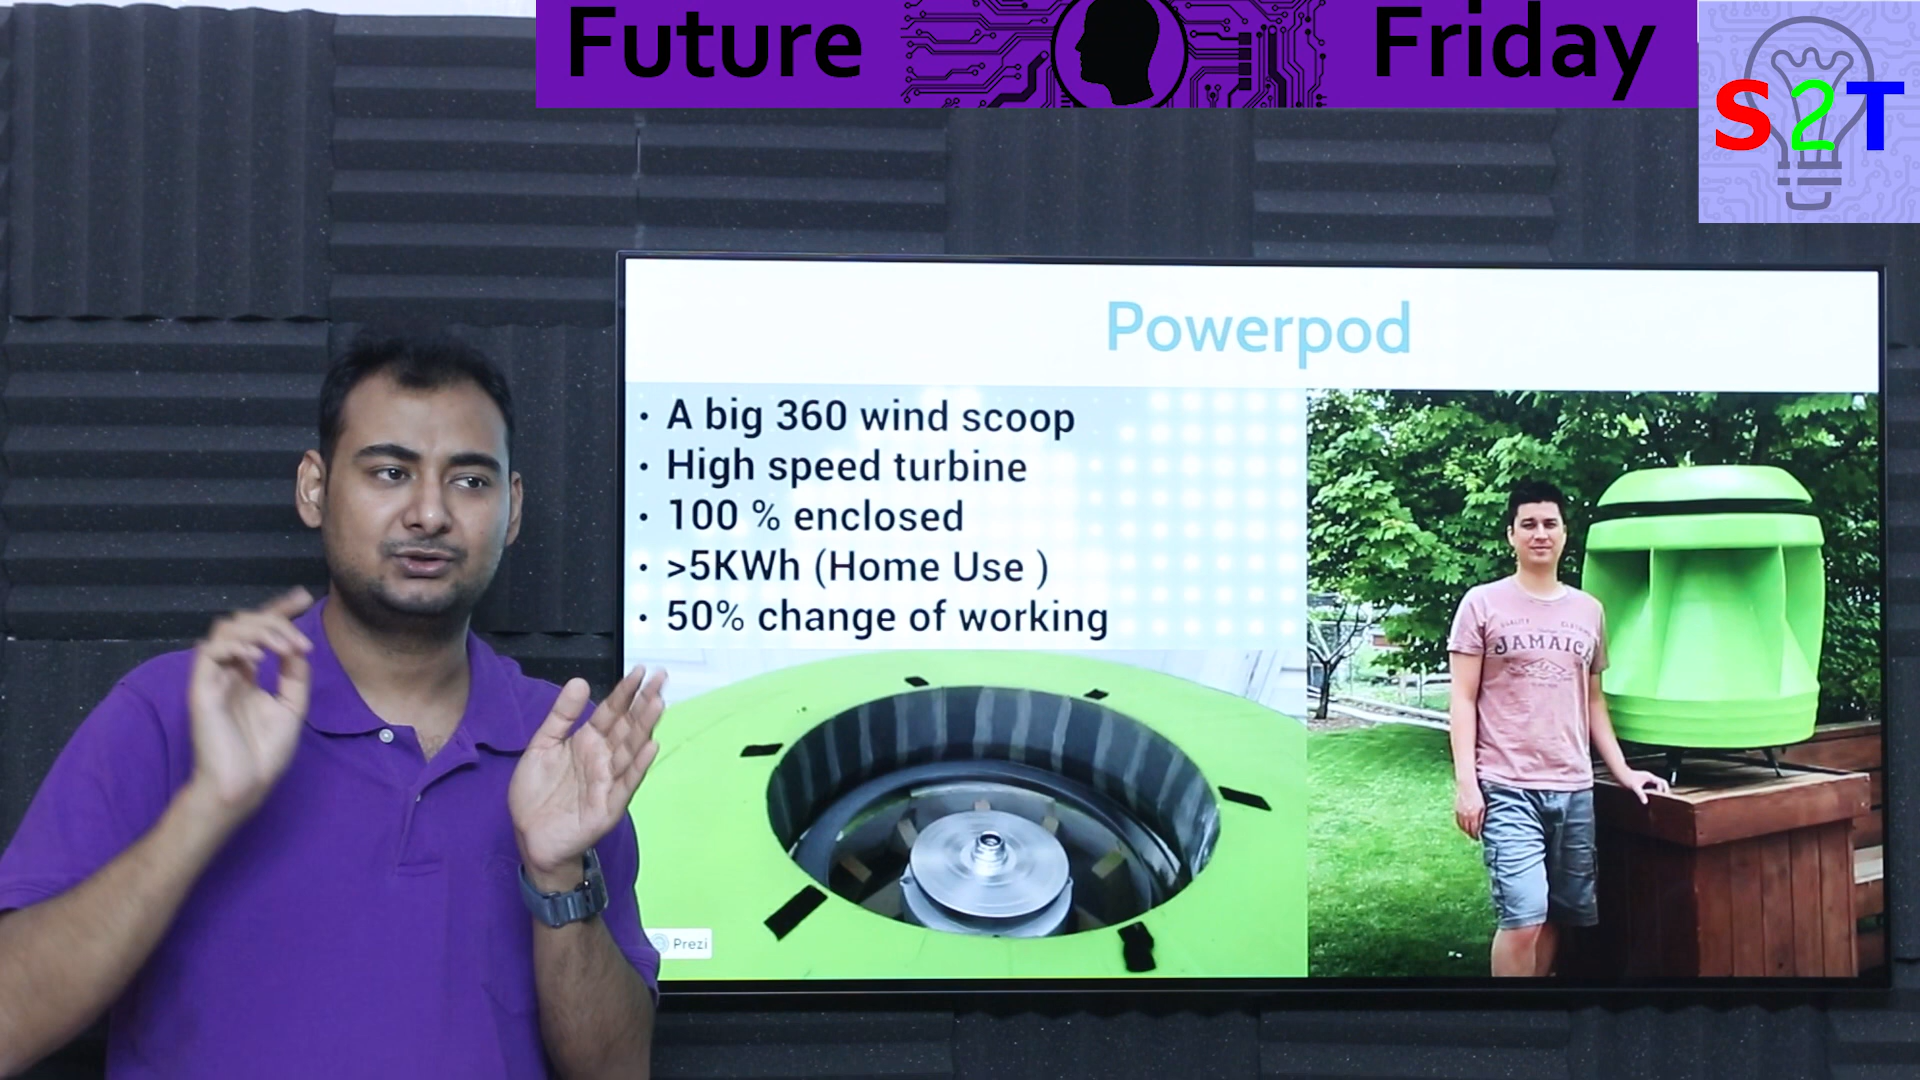 Future Friday
S2T
Powerpod
• A big 360 wind scoop
• High speed turbine
• 100 % enclosed
• >5KWh (Home Use )
• 50% change of working
JAMAICA
Prezi